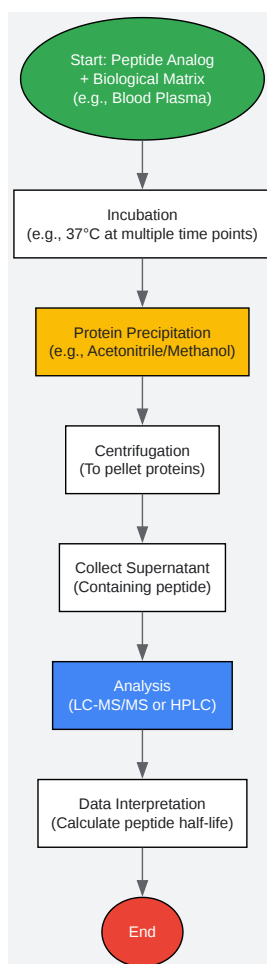 Start: Peptide Analog
+ Biological Matrix
(e.g., Blood Plasma)
Incubation
(e.g., 37°C at multiple time points)
Protein Precipitation
(e.g., Acetonitrile/Methanol)
Centrifugation
(To pellet proteins)
Collect Supernatant
(Containing peptide)
Analysis
(LC-MS/MS or HPLC)
Data Interpretation
(Calculate peptide half-life)
End